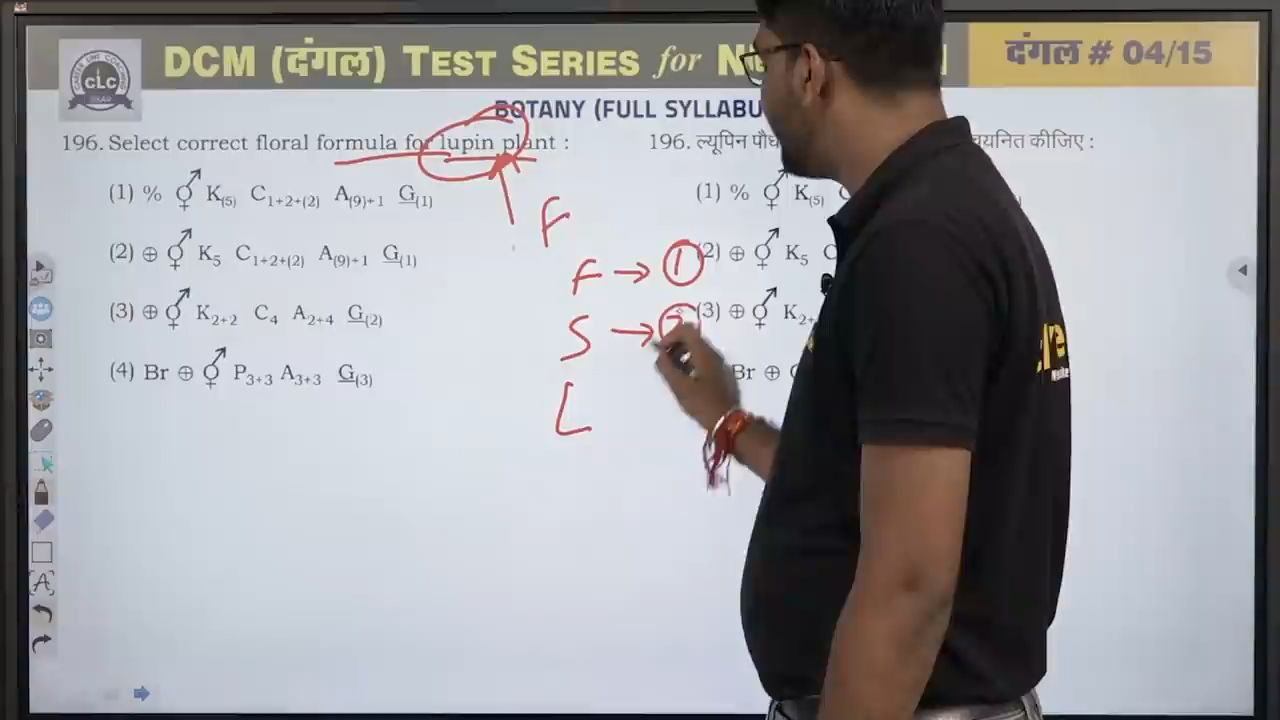 DCM (दंगल) TEST SERIES for
दंगल # 04/15
CLC
SIKAR
BOTANY (FULL SYLLABU
196. Select correct floral formula for lupin plant :
(1) % ⚥ K(5) C1+2+(2) A(9)+1 G(1)
(2) ⊕ ⚥ K5 C1+2+(2) A(9)+1 G(1)
(3) ⊕ ⚥ K2+2 C4 A2+4 G(2)
(4) Br ⊕ ⚥ P3+3 A3+3 G(3)
F
F → 1
S →
L
196. ल्यूपिन चयनित कीजिए :
(1) % ⚥ K(5)
(2) ⊕ ⚥ K5 C
(3) ⊕ ⚥ K2+
Br ⊕